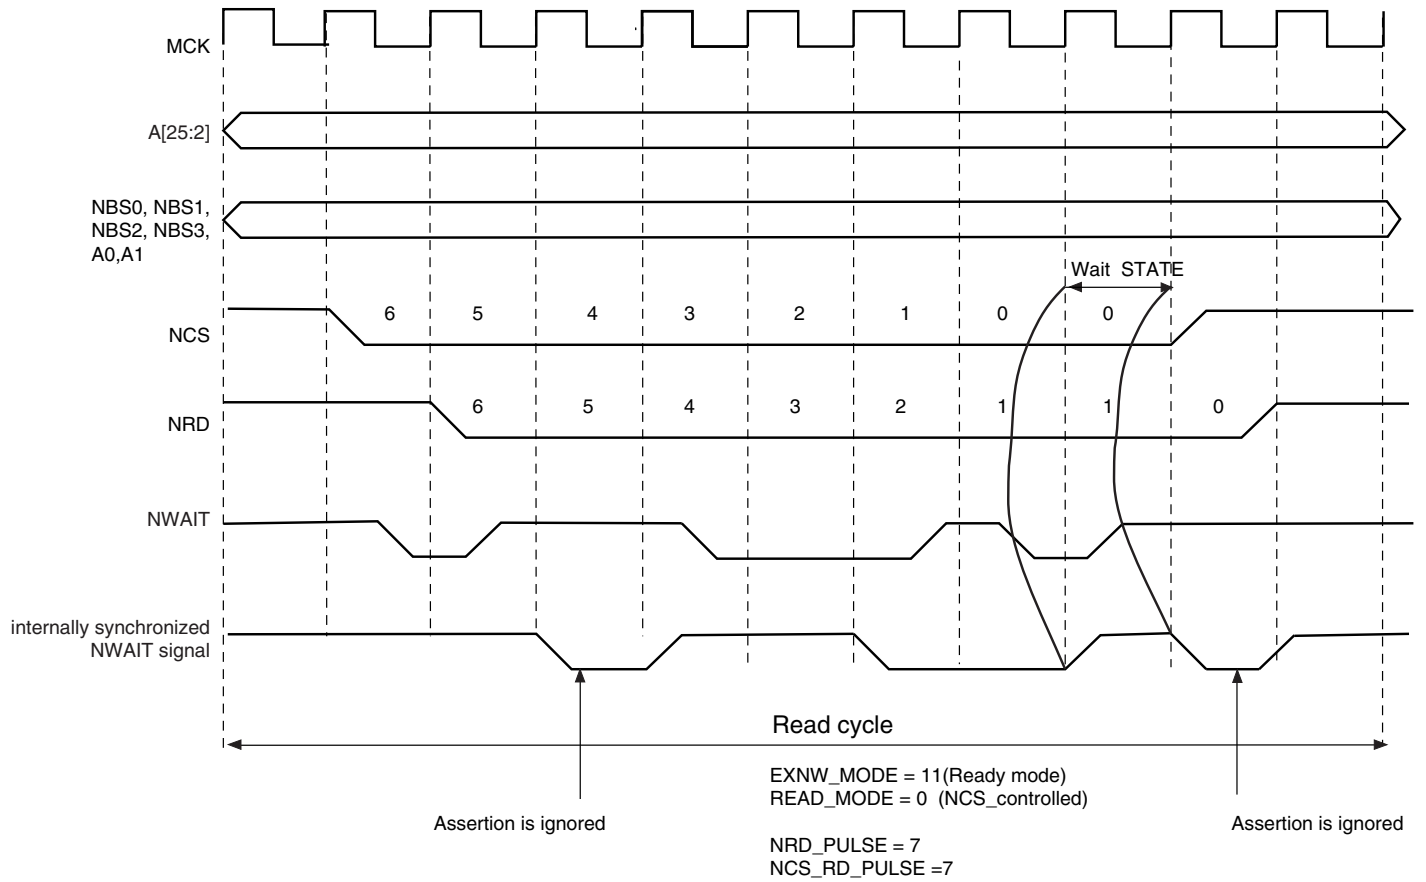 MCK
A[25:2]
NBS0, NBS1,
NBS2, NBS3,
A0,A1
Wait STATE
NCS
6 5 4 3 2 1 0 0
NRD
6 5 4 3 2 1 1 0
NWAIT
internally synchronized
NWAIT signal
Read cycle
EXNW_MODE = 11(Ready mode)
READ_MODE = 0 (NCS_controlled)
Assertion is ignored
Assertion is ignored
NRD_PULSE = 7
NCS_RD_PULSE =7